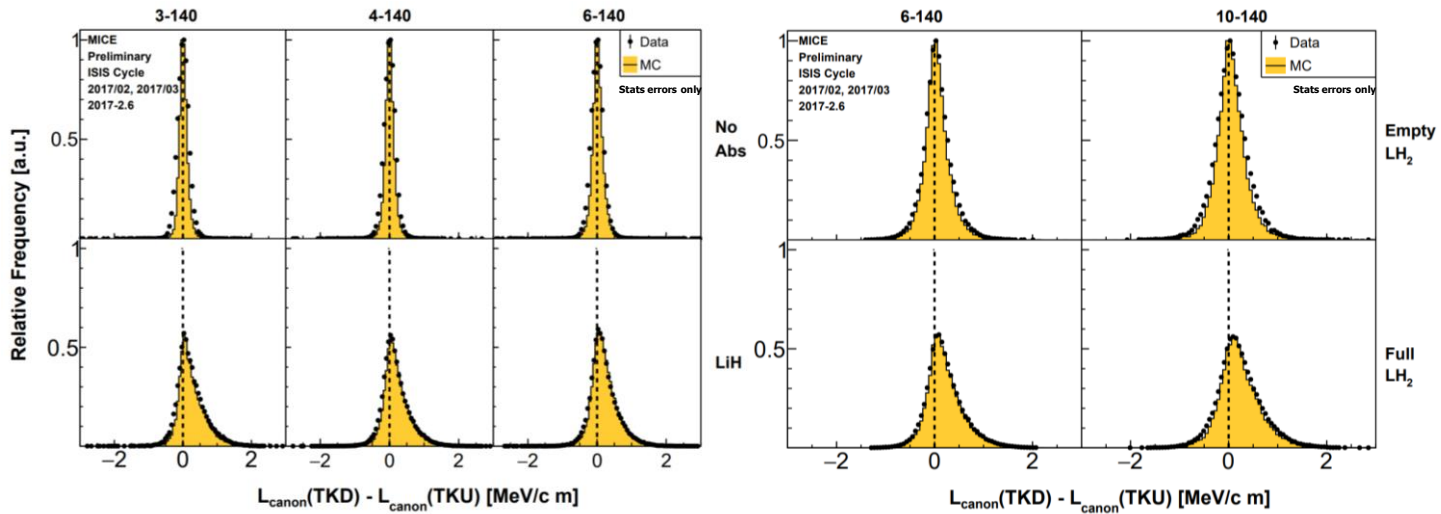 3-140 4-140 6-140
MICE
Preliminary
ISIS Cycle
2017/02, 2017/03
2017-2.6
Data
MC
Stats errors only
1
0.5
No
Abs
1
0.5
LiH
Relative Frequency [a.u.]
−2 0 2 −2 0 2 −2 0 2
L_canon(TKD) - L_canon(TKU) [MeV/c m]
6-140 10-140
MICE
Preliminary
ISIS Cycle
2017/02, 2017/03
2017-2.6
Data
MC
Stats errors only
1
0.5
Empty
LH₂
1
0.5
Full
LH₂
−2 0 2 −2 0 2
L_canon(TKD) - L_canon(TKU) [MeV/c m]